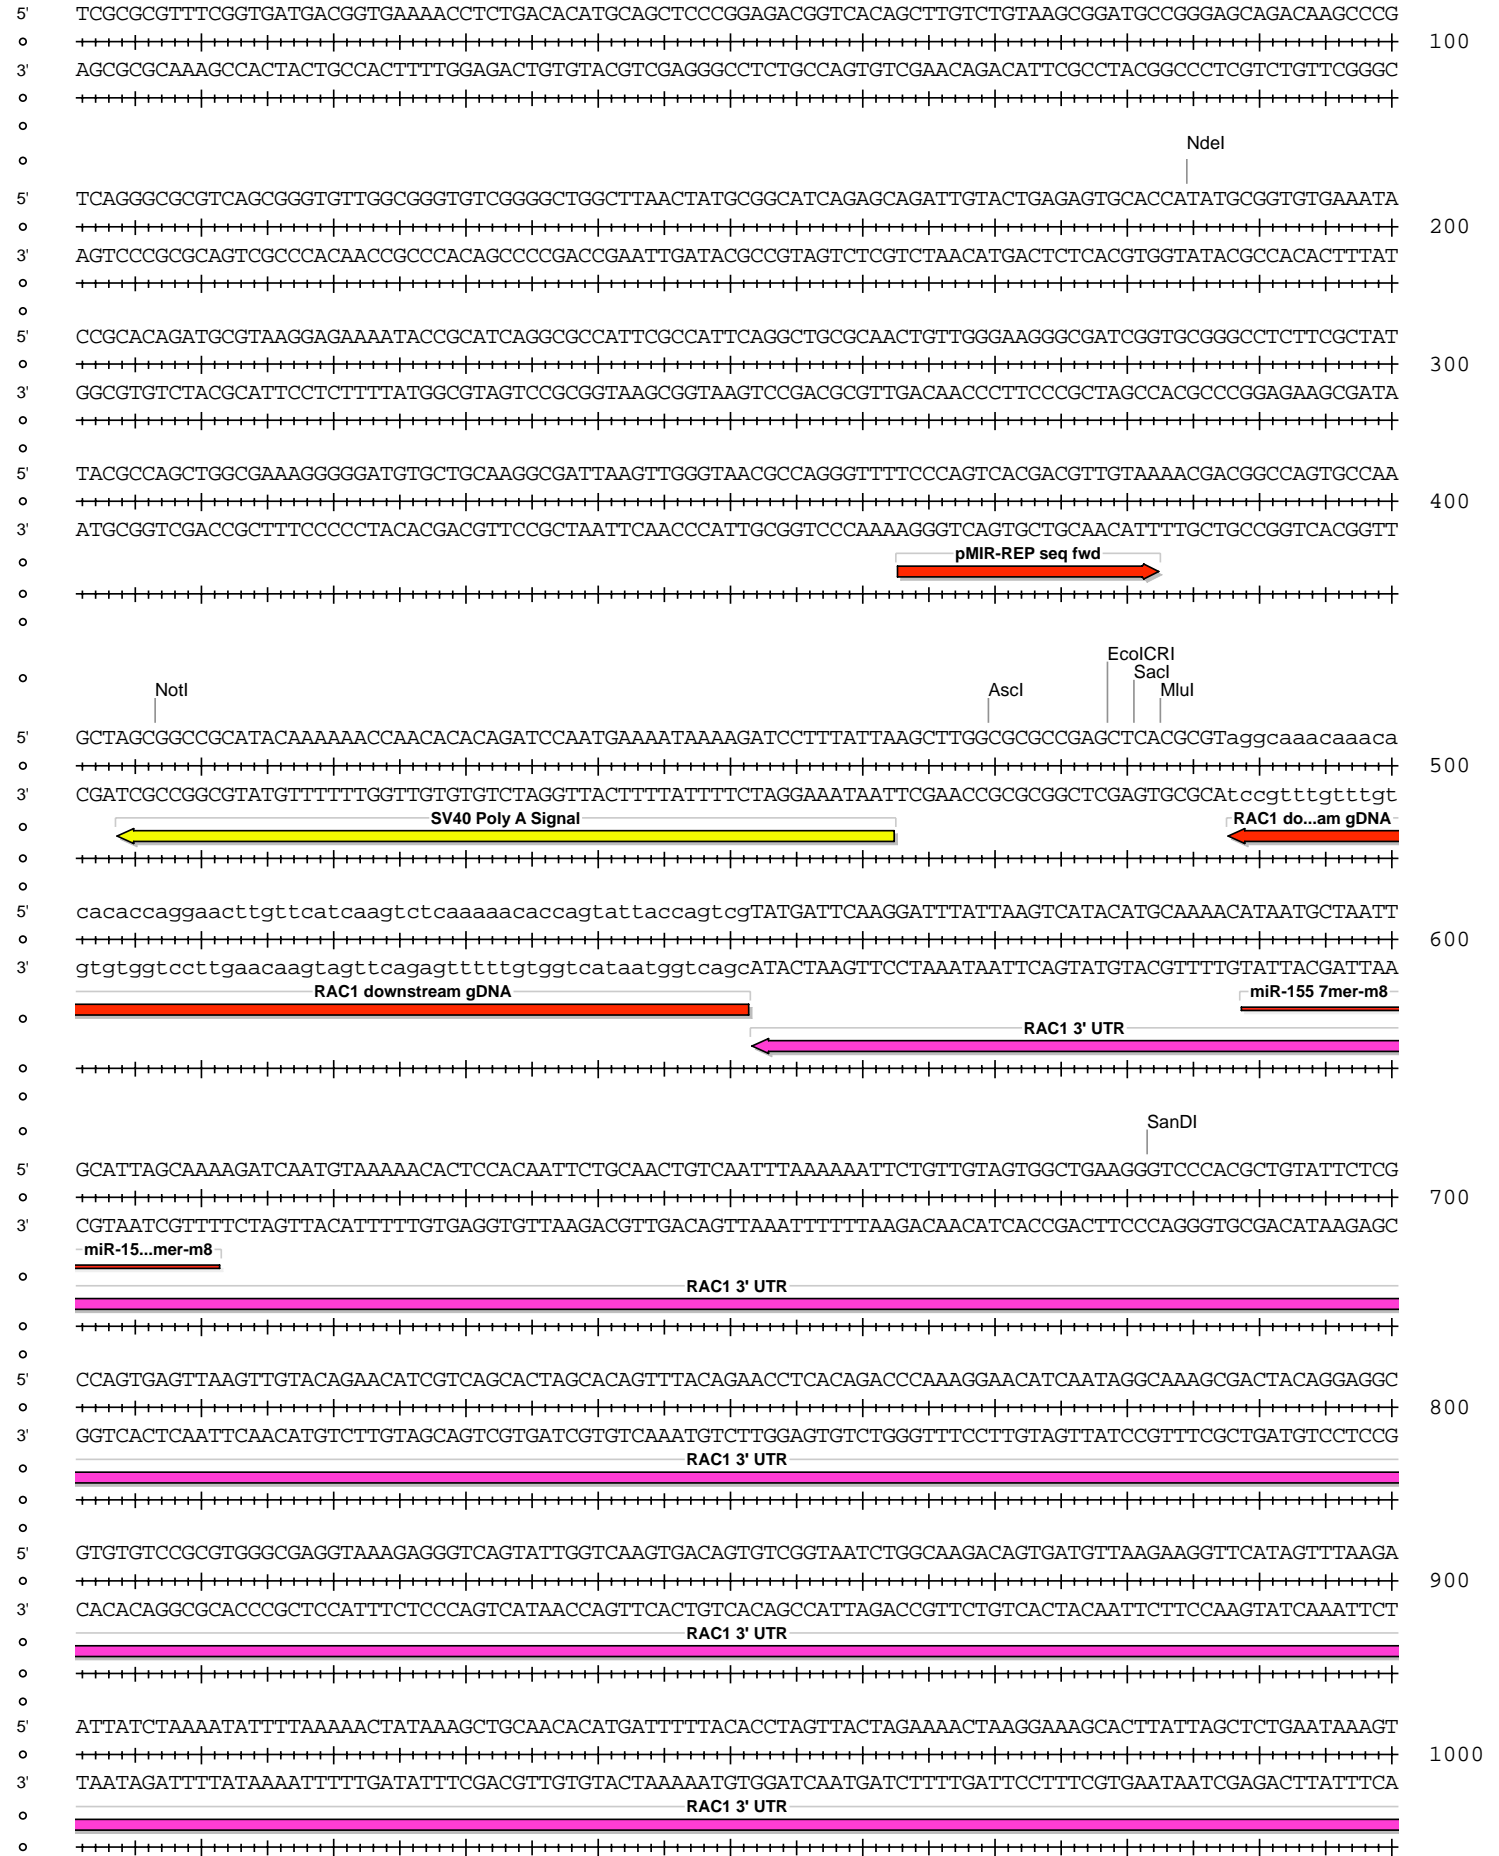 5' TCGCGCGTTTCGGTGATGACGGTGAAAACCTCTGACACATGCAGCTCCCGGAGACGGTCACAGCTTGTCTGTAAGCGGATGCCGGGAGCAGACAAGCCCG
100
3' AGCGCGCAAAGCCACTACTGCCACTTTTGGAGACTGTGTACGTCGAGGGCCTCTGCCAGTGTCGAACAGACATTCGCCTACGGCCCTCGTCTGTTCGGGC
NdeI
5' TCAGGGCGCGTCAGCGGGTGTTGGCGGGTGTCGGGGCTGGCTTAACTATGCGGCATCAGAGCAGATTGTACTGAGAGTGCACCATATGCGGTGTGAAATA
200
3' AGTCCCGCGCAGTCGCCCACAACCGCCCACAGCCCCGACCGAATTGATACGCCGTAGTCTCGTCTAACATGACTCTCACGTGGTATACGCCACACTTTAT
5' CCGCACAGATGCGTAAGGAGAAAATACCGCATCAGGCGCCATTCGCCATTCAGGCTGCGCAACTGTTGGGAAGGGCGATCGGTGCGGGCCTCTTCGCTAT
300
3' GGCGTGTCTACGCATTCCTCTTTTATGGCGTAGTCCGCGGTAAGCGGTAAGTCCGACGCGTTGACAACCCTTCCCGCTAGCCACGCCCGGAGAAGCGATA
5' TACGCCAGCTGGCGAAAGGGGGATGTGCTGCAAGGCGATTAAGTTGGGTAACGCCAGGGTTTTCCCAGTCACGACGTTGTAAAACGACGGCCAGTGCCAA
400
3' ATGCGGTCGACCGCTTTCCCCCTACACGACGTTCCGCTAATTCAACCCATTGCGGTCCCAAAAGGGTCAGTGCTGCAACATTTTGCTGCCGGTCACGGTT
pMIR-REP seq fwd
EcoICRI
SacI
NotI AscI MluI
5' GCTAGCGGCCGCATACAAAAAACCAACACACAGATCCAATGAAAATAAAAGATCCTTTATTAAGCTTGGCGCGCCGAGCTCACGCGTaggcaaacaaaca
500
3' CGATCGCCGGCGTATGTTTTTTGGTTGTGTGTCTAGGTTACTTTTATTTTCTAGGAAATAATTCGAACCGCGCGGCTCGAGTGCGCAtccgtttgtttgt
SV40 Poly A Signal RAC1 do...am gDNA
5' cacaccaggaacttgttcatcaagtctcaaaaacaccagtattaccagtcgTATGATTCAAGGATTTATTAAGTCATACATGCAAAACATAATGCTAATT
600
3' gtgtggtccttgaacaagtagttcagagtttttgtggtcataatggtcagcATACTAAGTTCCTAAATAATTCAGTATGTACGTTTTGTATTACGATTAA
RAC1 downstream gDNA miR-155 7mer-m8
RAC1 3' UTR
SanDI
5' GCATTAGCAAAAGATCAATGTAAAAACACTCCACAATTCTGCAACTGTCAATTTAAAAAATTCTGTTGTAGTGGCTGAAGGGTCCCACGCTGTATTCTCG
700
3' CGTAATCGTTTTCTAGTTACATTTTTGTGAGGTGTTAAGACGTTGACAGTTAAATTTTTTAAGACAACATCACCGACTTCCCAGGGTGCGACATAAGAGC
miR-15...mer-m8
RAC1 3' UTR
5' CCAGTGAGTTAAGTTGTACAGAACATCGTCAGCACTAGCACAGTTTACAGAACCTCACAGACCCAAAGGAACATCAATAGGCAAAGCGACTACAGGAGGC
800
3' GGTCACTCAATTCAACATGTCTTGTAGCAGTCGTGATCGTGTCAAATGTCTTGGAGTGTCTGGGTTTCCTTGTAGTTATCCGTTTCGCTGATGTCCTCCG
RAC1 3' UTR
5' GTGTGTCCGCGTGGGCGAGGTAAAGAGGGTCAGTATTGGTCAAGTGACAGTGTCGGTAATCTGGCAAGACAGTGATGTTAAGAAGGTTCATAGTTTAAGA
900
3' CACACAGGCGCACCCGCTCCATTTCTCCCAGTCATAACCAGTTCACTGTCACAGCCATTAGACCGTTCTGTCACTACAATTCTTCCAAGTATCAAATTCT
RAC1 3' UTR
5' ATTATCTAAAATATTTTAAAAACTATAAAGCTGCAACACATGATTTTTACACCTAGTTACTAGAAAACTAAGGAAAGCACTTATTAGCTCTGAATAAAGT
1000
3' TAATAGATTTTATAAAATTTTTGATATTTCGACGTTGTGTACTAAAAATGTGGATCAATGATCTTTTGATTCCTTTCGTGAATAATCGAGACTTATTTCA
RAC1 3' UTR